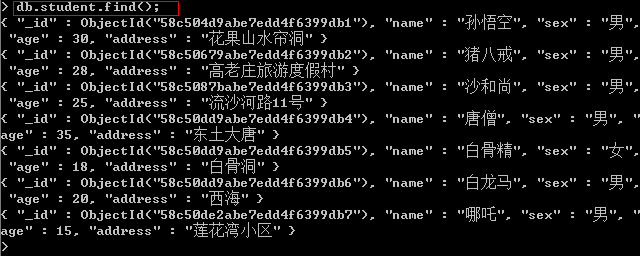 > db.student.find();
{ "_id" : ObjectId("58c504d9abe7edd4f6399db1"), "name" : "孙悟空", "sex" : "男",
"age" : 30, "address" : "花果山水帘洞" }
{ "_id" : ObjectId("58c50679abe7edd4f6399db2"), "name" : "猪八戒", "sex" : "男",
"age" : 28, "address" : "高老庄旅游度假村" }
{ "_id" : ObjectId("58c5087babe7edd4f6399db3"), "name" : "沙和尚", "sex" : "男",
"age" : 25, "address" : "流沙河路11号" }
{ "_id" : ObjectId("58c50dd9abe7edd4f6399db4"), "name" : "唐僧", "sex" : "男", "
age" : 35, "address" : "东土大唐" }
{ "_id" : ObjectId("58c50dd9abe7edd4f6399db5"), "name" : "白骨精", "sex" : "女",
"age" : 18, "address" : "白骨洞" }
{ "_id" : ObjectId("58c50dd9abe7edd4f6399db6"), "name" : "白龙马", "sex" : "男",
"age" : 20, "address" : "西海" }
{ "_id" : ObjectId("58c50de2abe7edd4f6399db7"), "name" : "哪吒", "sex" : "男", "
age" : 15, "address" : "莲花湾小区" }
>